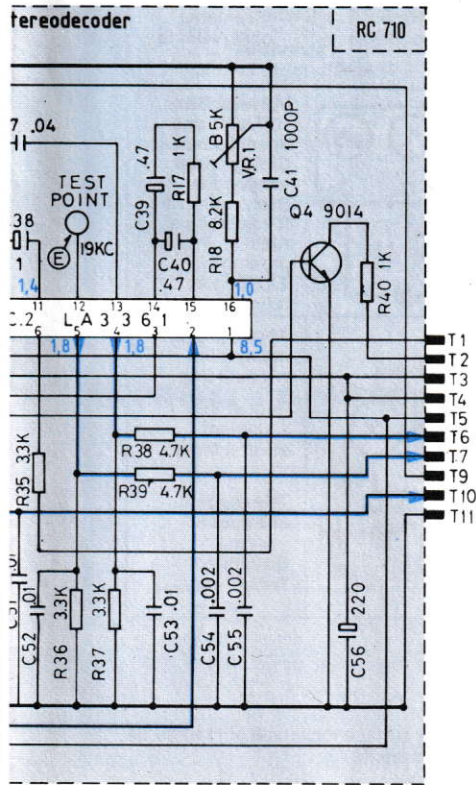 tereodecoder
RC 710
7 .04
TEST
POINT
E
19KC
38
1
1,4
C39 .47
R17 1K
C40
.47
B5K
VR.1
R18 8.2K
C41 1000P
1,0
Q4 9014
R40 1K
11 12 13 14 15 16
C.2 LA 3361
6 5 4 3 2 1
1,8 1,8 8,5
T1
T2
T3
T4
T5
T6
T7
T9
T10
T11
R35 33K
R38 4.7K
R39 4.7K
.01
C52 .01
R36 3.3K
R37 3.3K
C53 .01
C54 .002
C55 .002
C56 220